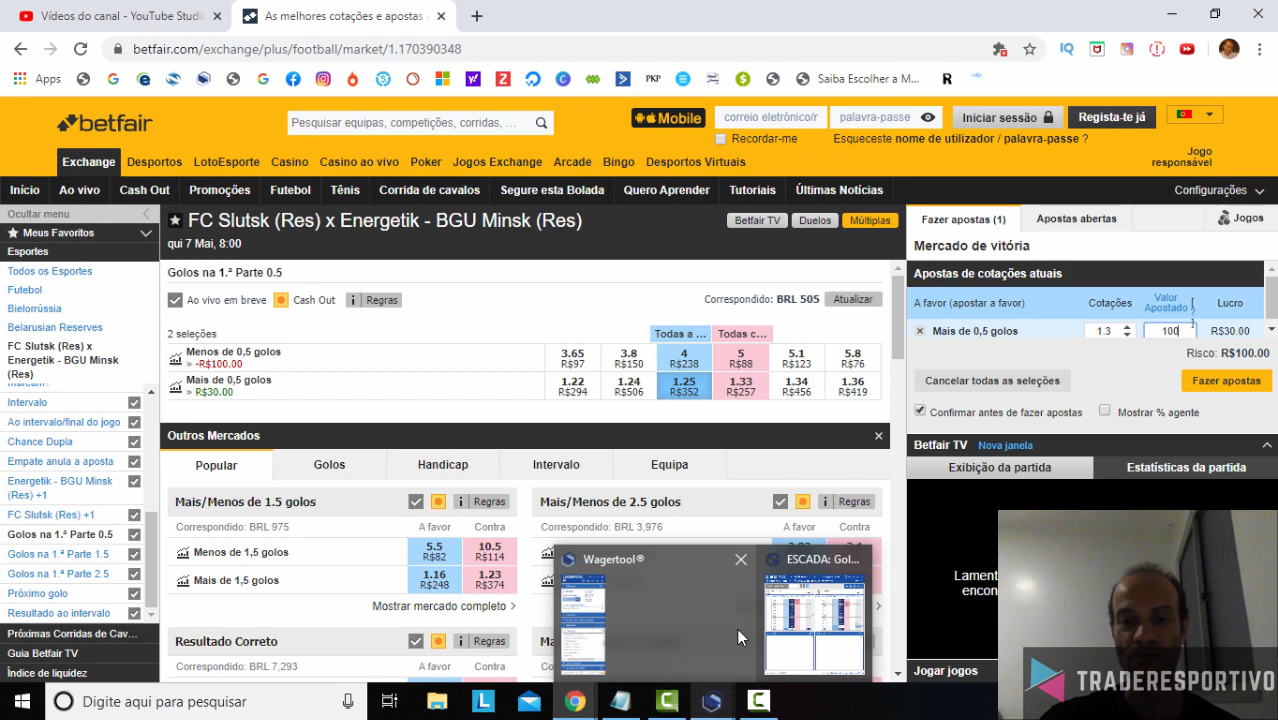 Vídeos do canal - YouTube Studio
As melhores cotações e apostas
betfair.com/exchange/plus/football/market/1.170390348
Apps
PKP
Saiba Escolher a M...
betfair
Pesquisar equipas, competições, corridas, ...
Mobile
correio eletrónico/r
palavra-passe
Iniciar sessão
Regista-te já
Recordar-me
Esqueceste nome de utilizador / palavra-passe ?
Jogo
responsável
Exchange
Desportos
LotoEsporte
Casino
Casino ao vivo
Poker
Jogos Exchange
Arcade
Bingo
Desportos Virtuais
Início
Ao vivo
Cash Out
Promoções
Futebol
Tênis
Corrida de cavalos
Segure esta Bolada
Quero Aprender
Tutoriais
Últimas Notícias
Configurações
Ocultar menu
Meus Favoritos
Esportes
Todos os Esportes
Futebol
Bielorrússia
Belarusian Reserves
FC Slutsk (Res) x
Energetik - BGU Minsk
(Res)
Intervalo
Ao intervalo/final do jogo
Chance Dupla
Empate anula a aposta
Energetik - BGU Minsk
(Res) +1
FC Slutsk (Res) +1
Golos na 1.ª Parte 0.5
Golos na 1.ª Parte 1.5
Golos na 1.ª Parte 2.5
Próximo golo
Resultado ao intervalo
Próximas Corridas de Cav...
Guia Betfair TV
Índice de liquidez
FC Slutsk (Res) x Energetik - BGU Minsk (Res)
Betfair TV
Duelos
Múltiplas
qui 7 Mai, 8:00
Golos na 1.ª Parte 0.5
Ao vivo em breve
Cash Out
Regras
Correspondido: BRL 505
Atualizar
2 seleções
Todas a ...
Todas c...
Menos de 0,5 golos
» -R$100.00
3.65
R$97
3.8
R$150
4
R$238
5
R$88
5.1
R$123
5.8
R$76
Mais de 0,5 golos
» R$30.00
1.22
R$294
1.24
R$506
1.25
R$352
1.33
R$257
1.34
R$456
1.36
R$419
Outros Mercados
Popular
Golos
Handicap
Intervalo
Equipa
Mais/Menos de 1.5 golos
Regras
Correspondido: BRL 975
A favor
Contra
Menos de 1,5 golos
5.5
R$82
10.5
R$114
Mais de 1,5 golos
1.16
R$248
1.23
R$374
Mostrar mercado completo
Resultado Correto
Regras
Correspondido: BRL 7,293
A favor
Contra
Mais/Menos de 2.5 golos
Regras
Correspondido: BRL 3,976
A favor
Contra
Wagertool®
ESCADA: Gol...
Fazer apostas (1)
Apostas abertas
Jogos
Mercado de vitória
Apostas de cotações atuais
A favor (apostar a favor)
Cotações
Valor
Apostado
[ ? ]
Lucro
Mais de 0,5 golos
1.3
100
R$30.00
Risco: R$100.00
Cancelar todas as seleções
Fazer apostas
Confirmar antes de fazer apostas
Mostrar % agente
Betfair TV
Nova janela
Exibição da partida
Estatísticas da partida
Lament
encon
Jogar jogos
TRADERESPORTIVO
Digite aqui para pesquisar